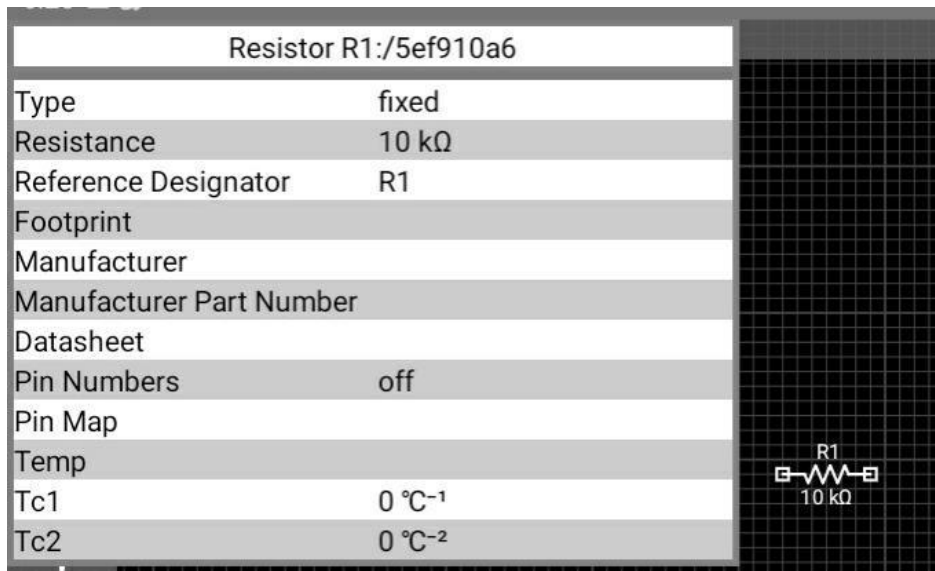 Resistor R1:/5ef910a6
Type fixed
Resistance 10 kΩ
Reference Designator R1
Footprint
Manufacturer
Manufacturer Part Number
Datasheet
Pin Numbers off
Pin Map
Temp
Tc1 0 ℃⁻¹
Tc2 0 ℃⁻²
R1
10 kΩ